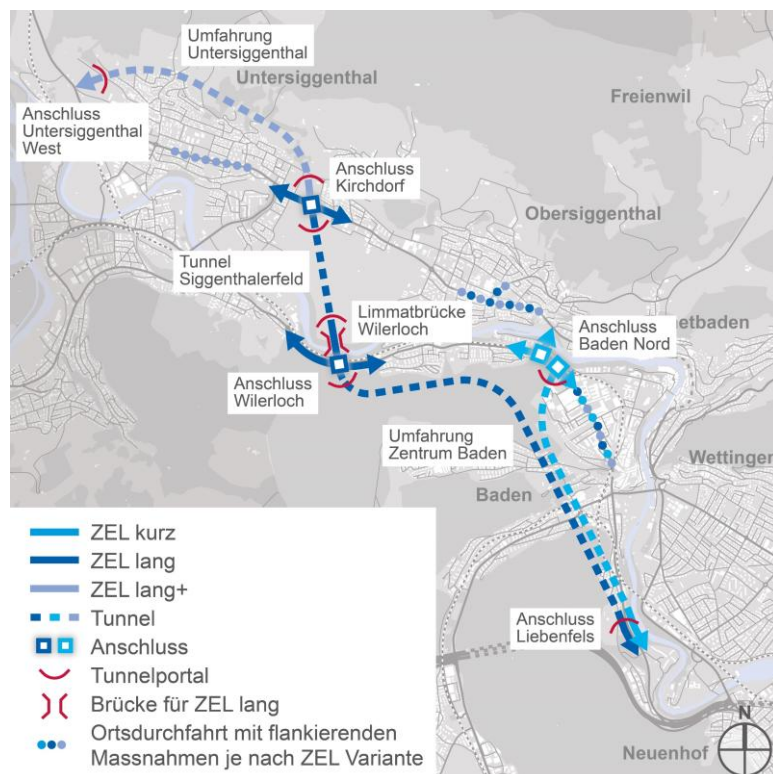 Umfahrung
Untersiggenthal
Untersiggenthal
Freienwil
Anschluss
Untersiggenthal
West
Anschluss
Kirchdorf
Obersiggenthal
Tunnel
Siggenthalerfeld
Limmatbrücke
Wilerloch
Anschluss
Baden Nord
netbaden
Anschluss
Wilerloch
Umfahrung
Zentrum Baden
Wettingen
Baden
ZEL kurz
ZEL lang
ZEL lang+
Tunnel
Anschluss
Tunnelportal
Brücke für ZEL lang
Ortsdurchfahrt mit flankierenden
Massnahmen je nach ZEL Variante
Anschluss
Liebenfels
N
Neuenhof